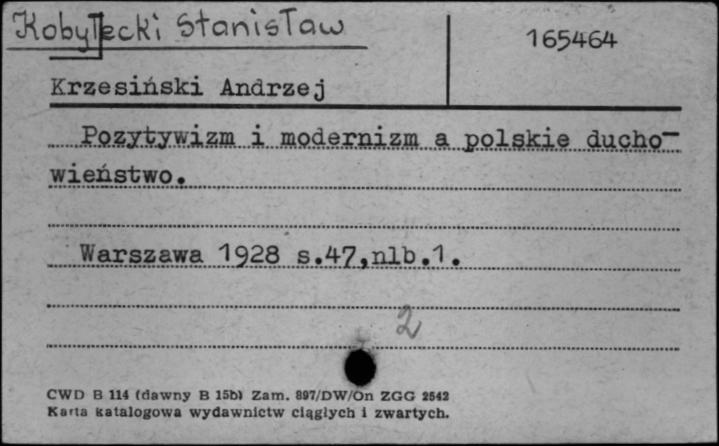 Kobyłecki Stanisław
165464
Krzesiński Andrzej
Pozytywizm i modernizm a polskie ducho-
wieństwo.
Warszawa 1928 s.47,nlb.1.
2
CWD B 114 (dawny B 15b) Zam. 897/DW/On ZGG 2542
Karta katalogowa wydawnictw ciągłych i zwartych.